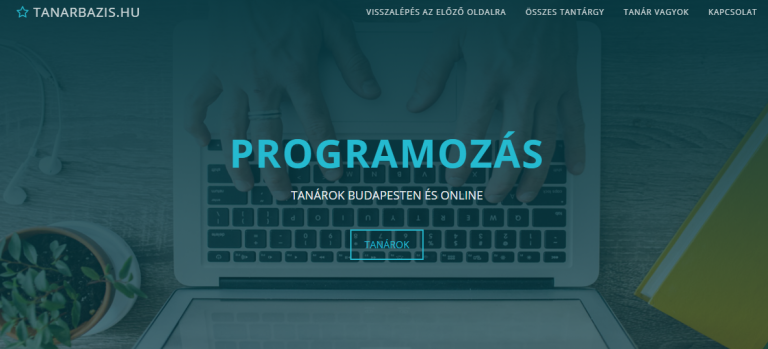 TANARBAZIS.HU
VISSZALÉPÉS AZ ELŐZŐ OLDALRA
ÖSSZES TANTÁRGY
TANÁR VAGYOK
KAPCSOLAT
PROGRAMOZÁS
TANÁROK BUDAPESTEN ÉS ONLINE
TANÁROK